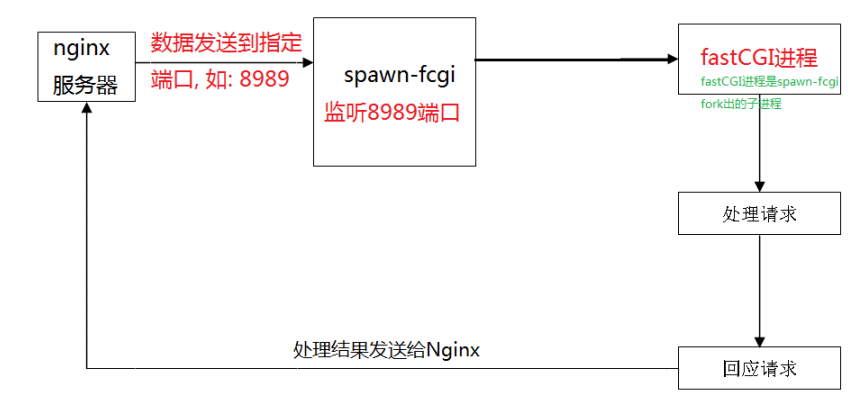 nginx
服务器
数据发送到指定
端口, 如: 8989
spawn-fcgi
监听8989端口
fastCGI进程
fastCGI进程是spawn-fcgi
fork出的子进程
处理请求
处理结果发送给Nginx
回应请求